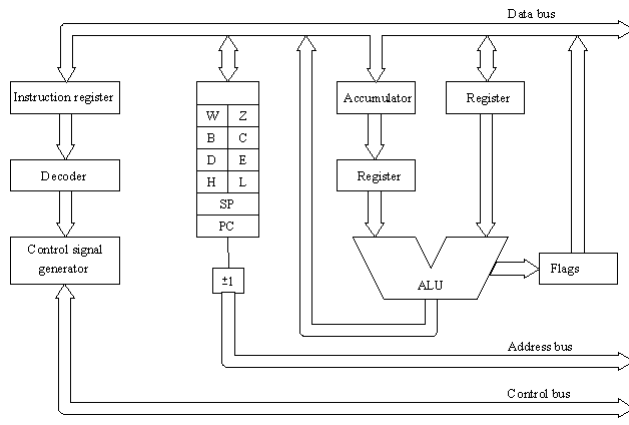 Data bus
Instruction register
Accumulator
Register
W Z
B C
D E
H L
SP
PC
Decoder
Register
Control signal
generator
±1
ALU
Flags
Address bus
Control bus